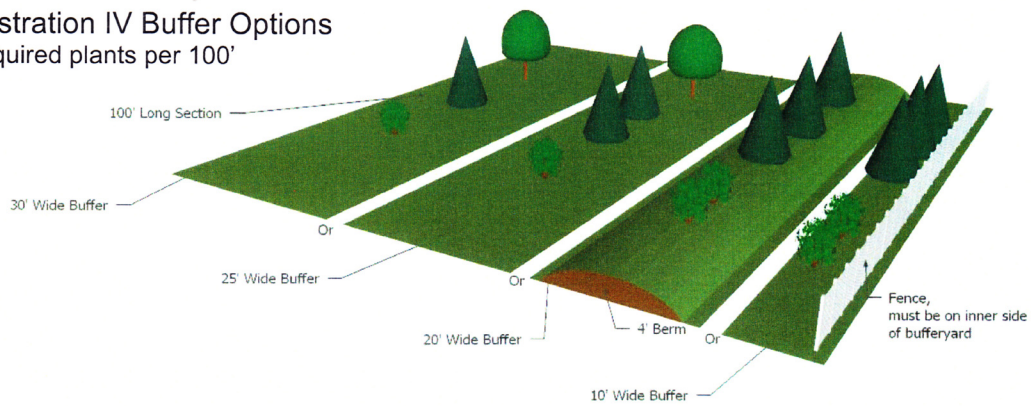 stration IV Buffer Options
quired plants per 100'
100' Long Section
30' Wide Buffer
Or
25' Wide Buffer
Or
20' Wide Buffer
4' Berm
Or
Fence,
must be on inner side
of bufferyard
10' Wide Buffer